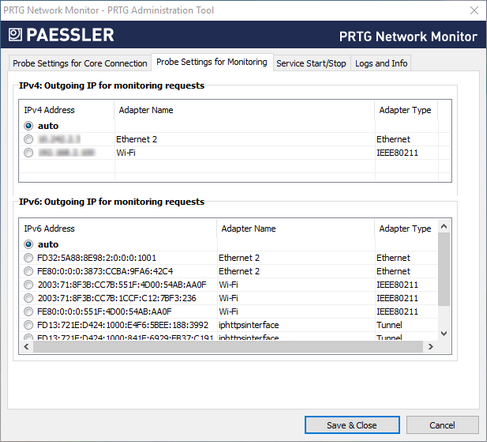 PRTG Network Monitor - PRTG Administration Tool
PAESSLER PRTG Network Monitor
Probe Settings for Core Connection Probe Settings for Monitoring Service Start/Stop Logs and Info
IPv4: Outgoing IP for monitoring requests
IPv4 Address Adapter Name Adapter Type
auto
Ethernet 2 Ethernet
Wi-Fi IEEE80211
IPv6: Outgoing IP for monitoring requests
IPv6 Address Adapter Name Adapter Type
auto
FD32:5A88:8E98:2:0:0:0:1001 Ethernet 2 Ethernet
FE80:0:0:0:3873:CCBA:9FA6:42C4 Ethernet 2 Ethernet
2003:71:8F3B:CC7B:551F:4D00:54AB:AA0F Wi-Fi IEEE80211
2003:71:8F3B:CC7B:1CCF:C12:7BF3:236 Wi-Fi IEEE80211
FE80:0:0:0:551F:4D00:54AB:AA0F Wi-Fi IEEE80211
FD13:721E:D424:1000:E4F6:5BEE:188:3992 iphttpsinterface Tunnel
FD13:721E:D424:1000:841E:6929:FB37:C191 iphttpsinterface Tunnel
Save & Close Cancel